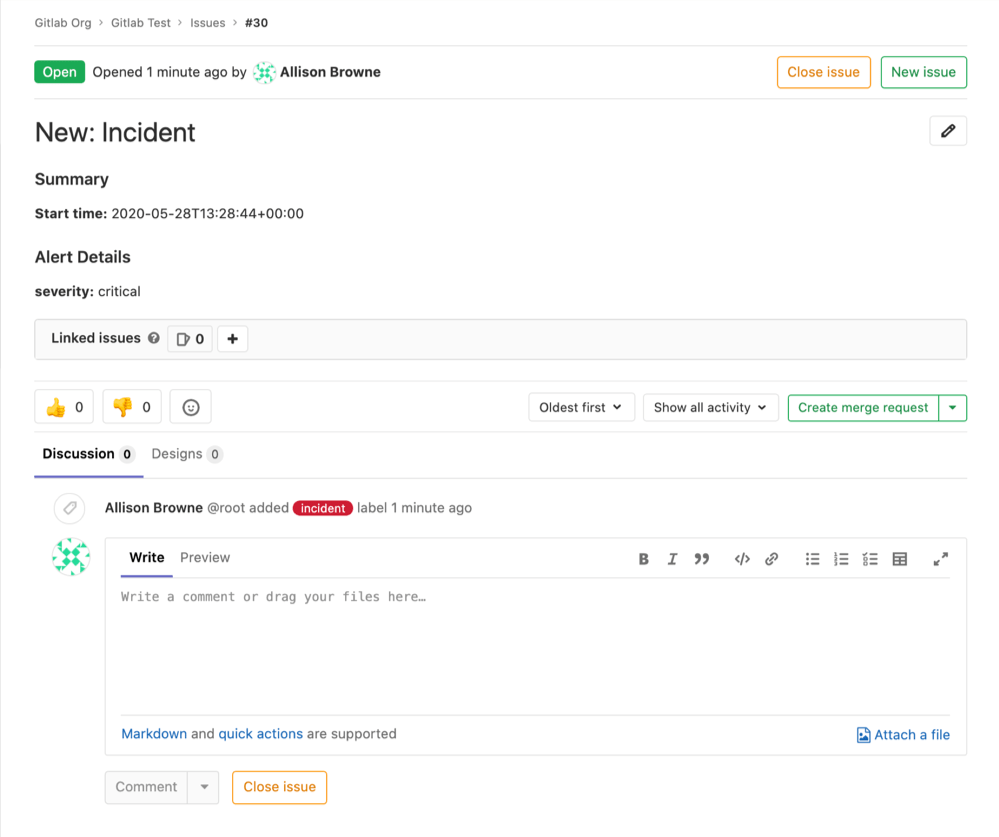 Gitlab Org > Gitlab Test > Issues > #30
Open Opened 1 minute ago by Allison Browne Close issue New issue
New: Incident
Summary
Start time: 2020-05-28T13:28:44+00:00
Alert Details
severity: critical
Linked issues 0
0 0 Oldest first Show all activity Create merge request
Discussion 0 Designs 0
Allison Browne @root added incident label 1 minute ago
Write Preview
Write a comment or drag your files here…
Markdown and quick actions are supported Attach a file
Comment Close issue